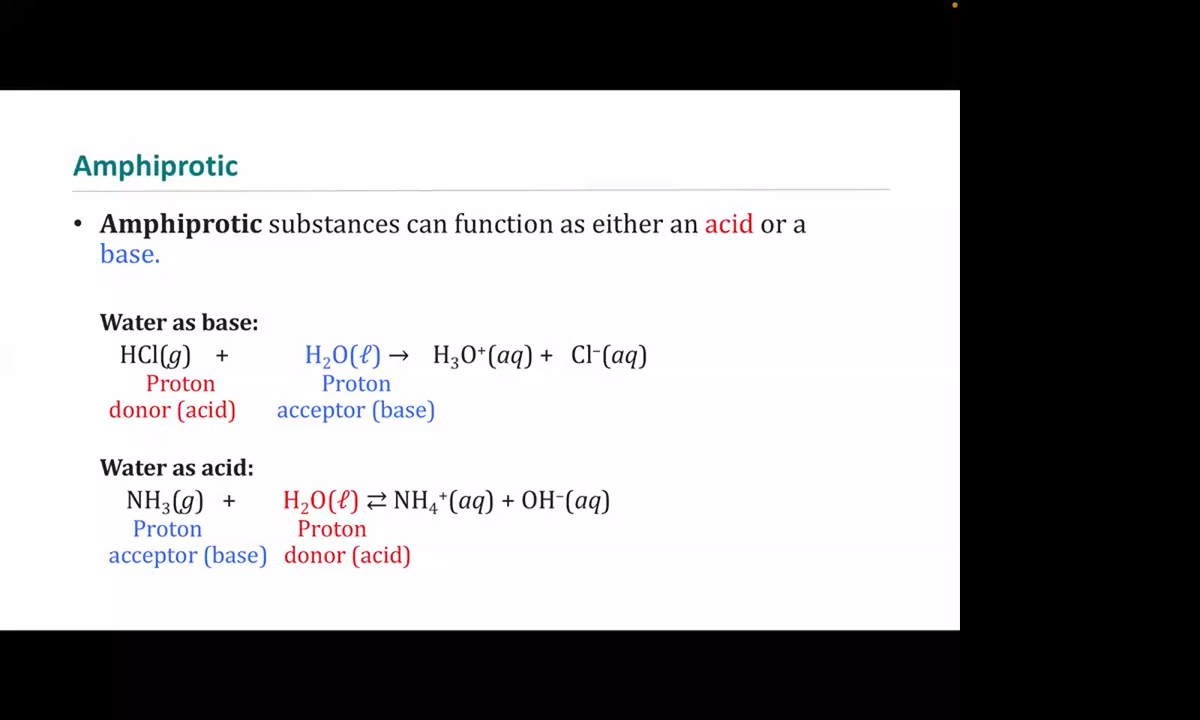 Amphiprotic
• Amphiprotic substances can function as either an acid or a
base.
Water as base:
HCl(g) + H₂O(ℓ) → H₃O⁺(aq) + Cl⁻(aq)
Proton Proton
donor (acid) acceptor (base)
Water as acid:
NH₃(g) + H₂O(ℓ) ⇄ NH₄⁺(aq) + OH⁻(aq)
Proton Proton
acceptor (base) donor (acid)